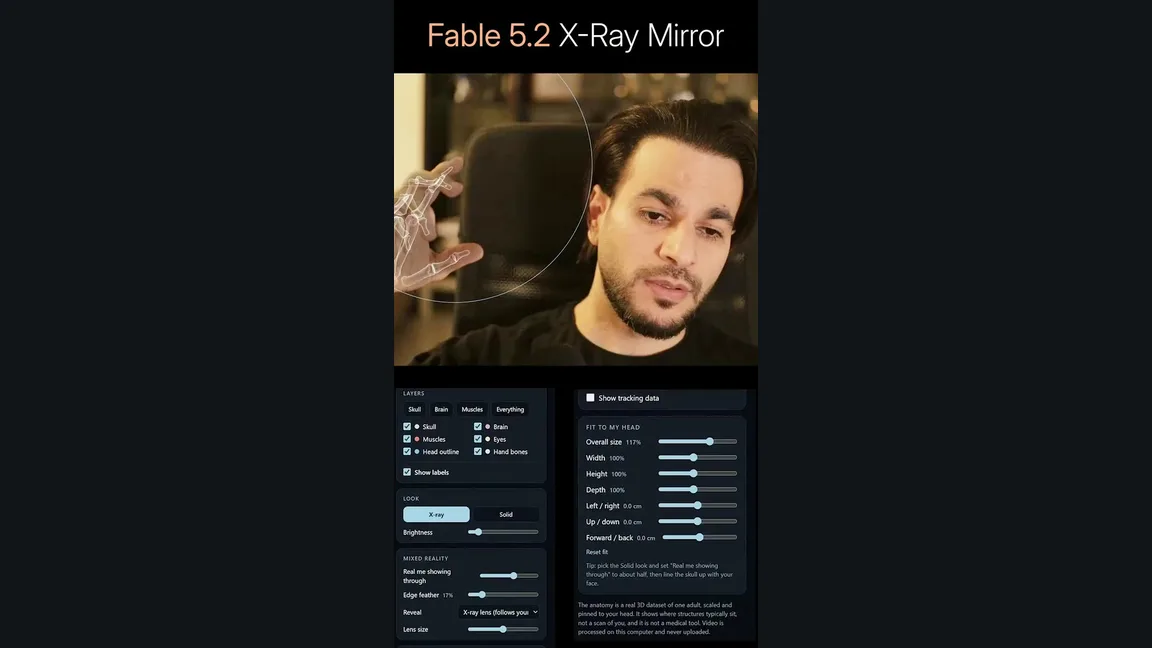 Fable 5.2 X-Ray Mirror
LAYERS
Skull Brain Muscles Everything
Skull Brain
Muscles Eyes
Head outline Hand bones
Show labels
LOOK
X-ray Solid
Brightness
MIXED REALITY
Real me showing
through
Edge feather 17%
Reveal X-ray lens (follows your
Lens size
Show tracking data
FIT TO MY HEAD
Overall size 117%
Width 100%
Height 100%
Depth 100%
Left / right 0.0 cm
Up / down 0.0 cm
Forward / back 0.0 cm
Reset fit
Tip: pick the Solid look and set "Real me showing
through" to about half, then line the skull up with your
face.
The anatomy is a real 3D dataset of one adult, scaled and
pinned to your head. It shows where structures typically sit,
not a scan of you, and it is not a medical tool. Video is
processed on this computer and never uploaded.